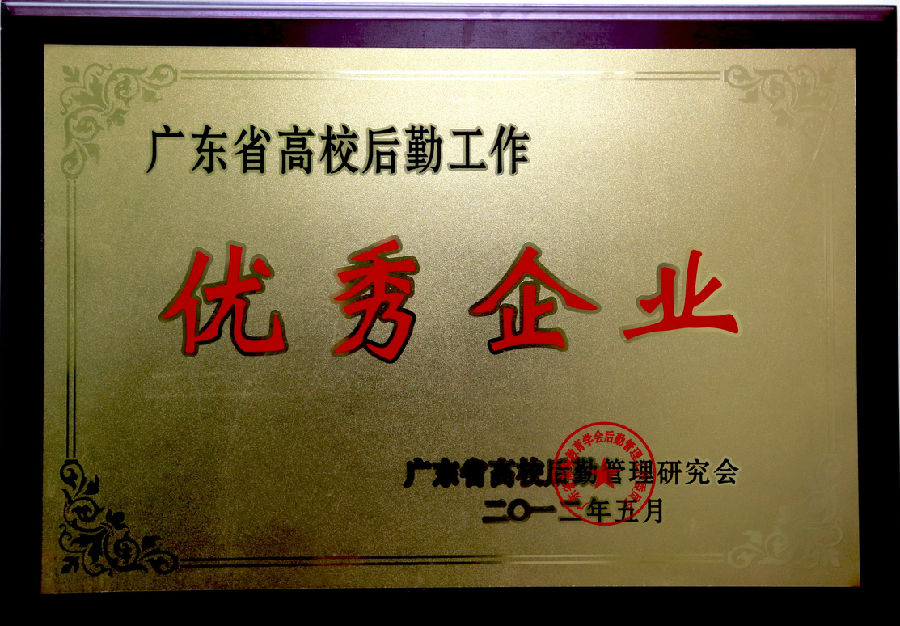 广东省高校后勤工作
优秀企业
广东省高校后勤管理研究会
二〇一二年五月